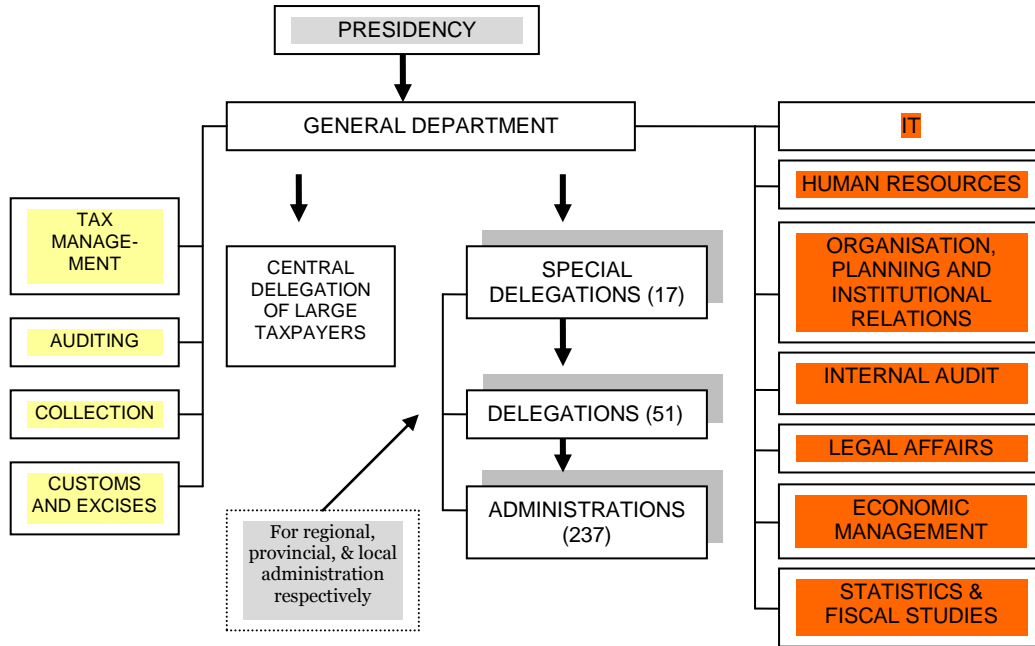 PRESIDENCY
GENERAL DEPARTMENT
TAX
MANAGE-
MENT
AUDITING
COLLECTION
CUSTOMS
AND EXCISES
CENTRAL
DELEGATION
OF LARGE
TAXPAYERS
SPECIAL
DELEGATIONS (17)
DELEGATIONS (51)
ADMINISTRATIONS
(237)
For regional,
provincial, & local
administration
respectively
IT
HUMAN RESOURCES
ORGANISATION,
PLANNING AND
INSTITUTIONAL
RELATIONS
INTERNAL AUDIT
LEGAL AFFAIRS
ECONOMIC
MANAGEMENT
STATISTICS &
FISCAL STUDIES